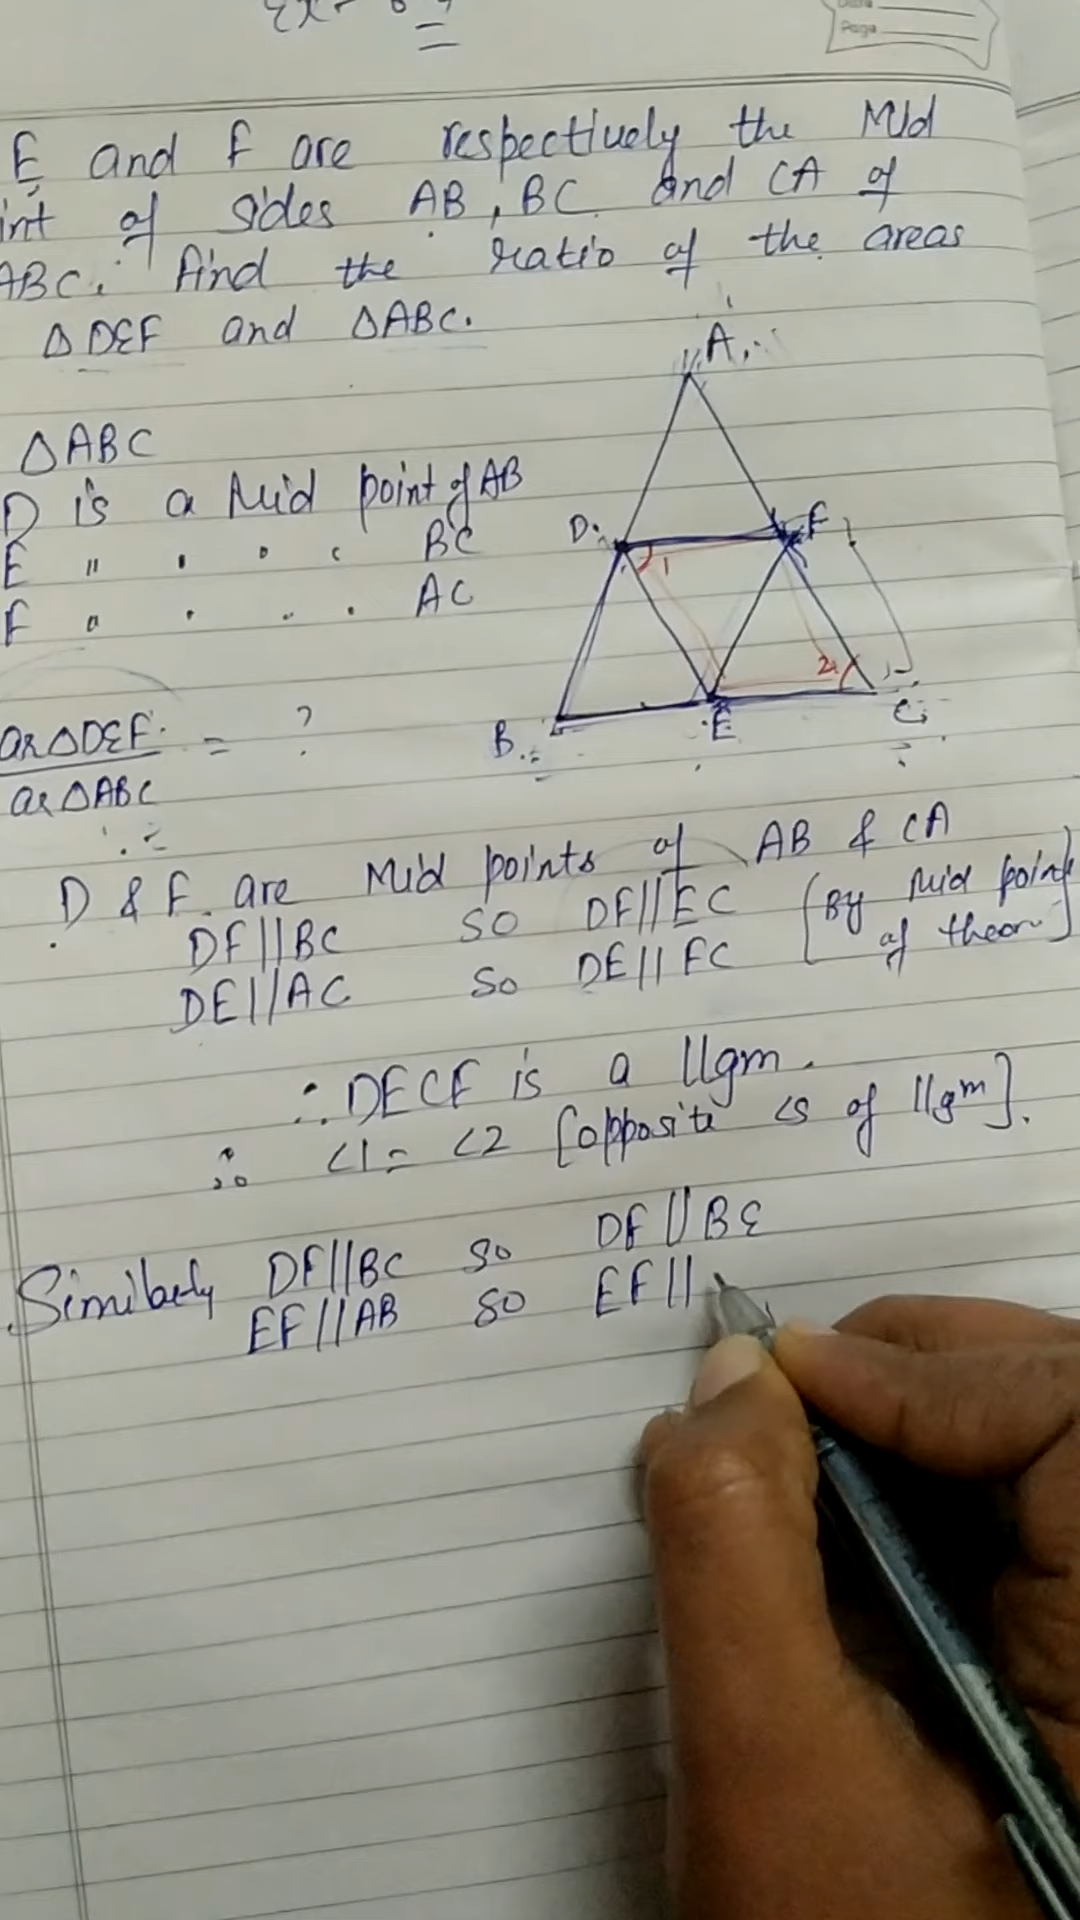 Page
E and F are respectively the Mid
int of sides AB, BC and CA of
ABC. Find the ratio of the areas
△DEF and △ABC.
△ABC
D is a Mid point of AB
E " " " " BC
F " " " " AC
A
D
F
1
2
B
E
C
ar△DEF = ?
ar△ABC
D & F are Mid points of AB & CA
DF||BC so DF||EC [By Mid point
DE||AC so DE||FC of theorm]
∴ DECF is a ||gm.
∴ <1 = <2 [opposite <s of ||gm].
Similarly DF||BC so DF||BE
EF||AB so EF||